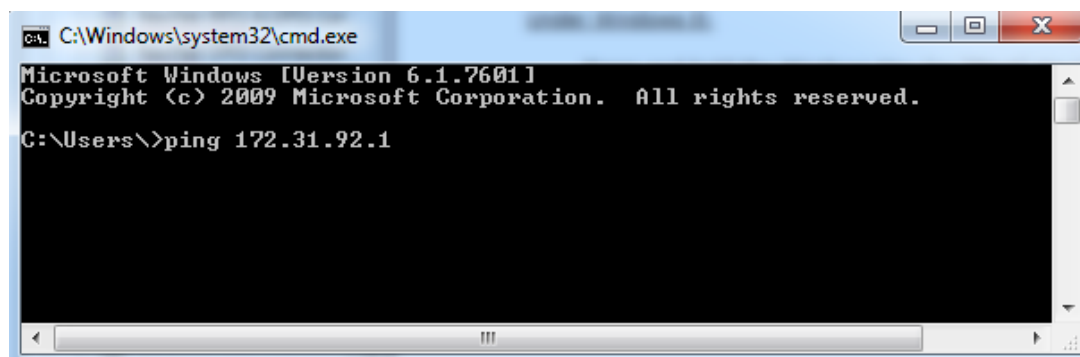 C:\Windows\system32\cmd.exe
Microsoft Windows [Version 6.1.7601]
Copyright (c) 2009 Microsoft Corporation.  All rights reserved.
C:\Users\>ping 172.31.92.1